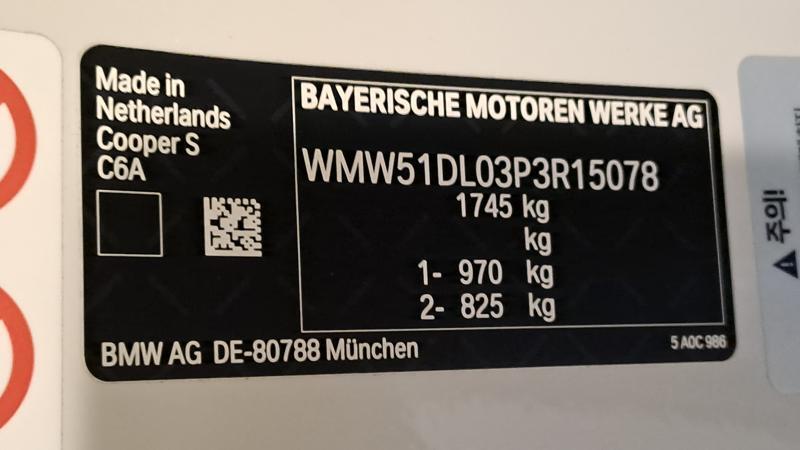 Made in
Netherlands
Cooper S
C6A
BAYERISCHE MOTOREN WERKE AG
WMW51DL03P3R15078
1745 kg
kg
1- 970 kg
2- 825 kg
BMW AG DE-80788 München
5 A0C 986
주의!